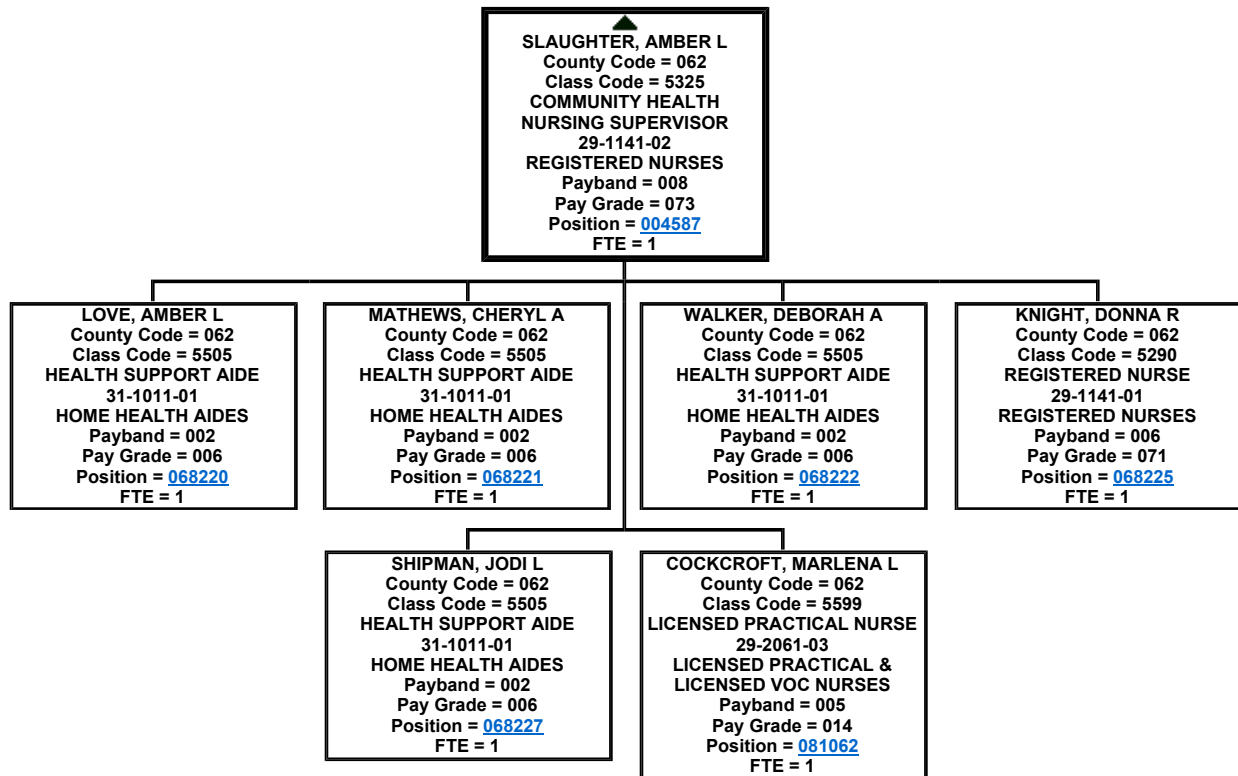 SLAUGHTER, AMBER L
County Code = 062
Class Code = 5325
COMMUNITY HEALTH
NURSING SUPERVISOR
29-1141-02
REGISTERED NURSES
Payband = 008
Pay Grade = 073
Position = 004587
FTE = 1
LOVE, AMBER L
County Code = 062
Class Code = 5505
HEALTH SUPPORT AIDE
31-1011-01
HOME HEALTH AIDES
Payband = 002
Pay Grade = 006
Position = 068220
FTE = 1
MATHEWS, CHERYL A
County Code = 062
Class Code = 5505
HEALTH SUPPORT AIDE
31-1011-01
HOME HEALTH AIDES
Payband = 002
Pay Grade = 006
Position = 068221
FTE = 1
WALKER, DEBORAH A
County Code = 062
Class Code = 5505
HEALTH SUPPORT AIDE
31-1011-01
HOME HEALTH AIDES
Payband = 002
Pay Grade = 006
Position = 068222
FTE = 1
KNIGHT, DONNA R
County Code = 062
Class Code = 5290
REGISTERED NURSE
29-1141-01
REGISTERED NURSES
Payband = 006
Pay Grade = 071
Position = 068225
FTE = 1
SHIPMAN, JODI L
County Code = 062
Class Code = 5505
HEALTH SUPPORT AIDE
31-1011-01
HOME HEALTH AIDES
Payband = 002
Pay Grade = 006
Position = 068227
FTE = 1
COCKCROFT, MARLENA L
County Code = 062
Class Code = 5599
LICENSED PRACTICAL NURSE
29-2061-03
LICENSED PRACTICAL &
LICENSED VOC NURSES
Payband = 005
Pay Grade = 014
Position = 081062
FTE = 1